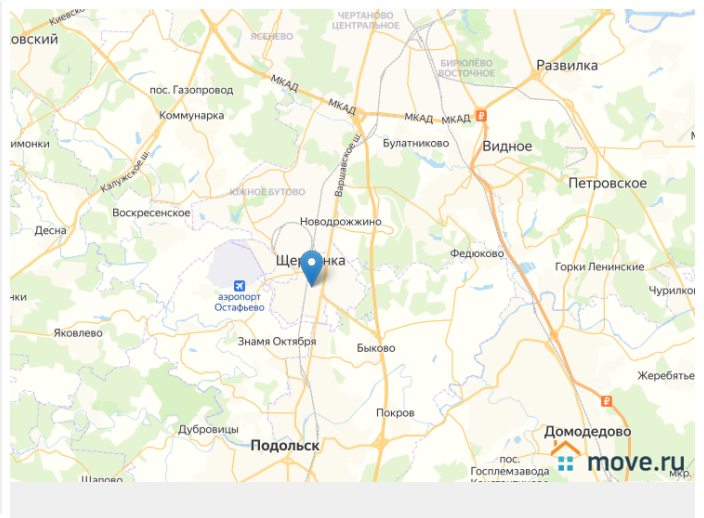 Киевско
ЧЕРТАНОВО
ЦЕНТРАЛЬНОЕ
овский
ЯСЕНЕВО
БИРЮЛЁВО
ВОСТОЧНОЕ
Развилка
МКАД
пос. Газопровод
МКАД
Коммунарка
МКАД МКАД
имонки
Булатниково
Видное
Варшавское ш.
Калужское ш.
Петровское
ЮЖНОЕ БУТОВО
Воскресенское
Новодрожжино
Десна
Федюково
Горки Ленинские
аэропорт
Остафьево
Чурилко
нки
Яковлево
Знамя Октября
Быково
Жеребятье
Покров
Дубровицы
Подольск
Домодедово
пос.
Госплемзавода
move.ru
мкр.